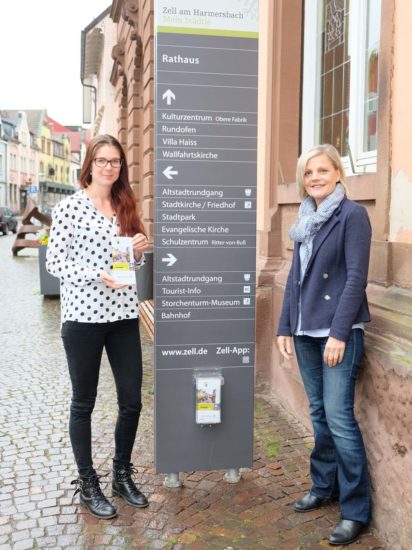 Zell am Harmersbach
Mein Städtle
Rathaus
Kulturzentrum Obere Fabrik
Rundofen
Villa Haiss
Wallfahrtskirche
Altstadtrundgang
Stadtkirche / Friedhof
Stadtpark
Evangelische Kirche
Schulzentrum Ritter-von-Buß
Altstadtrundgang
Tourist-Info
Storchenturm-Museum
Bahnhof
www.zell.de Zell-App: